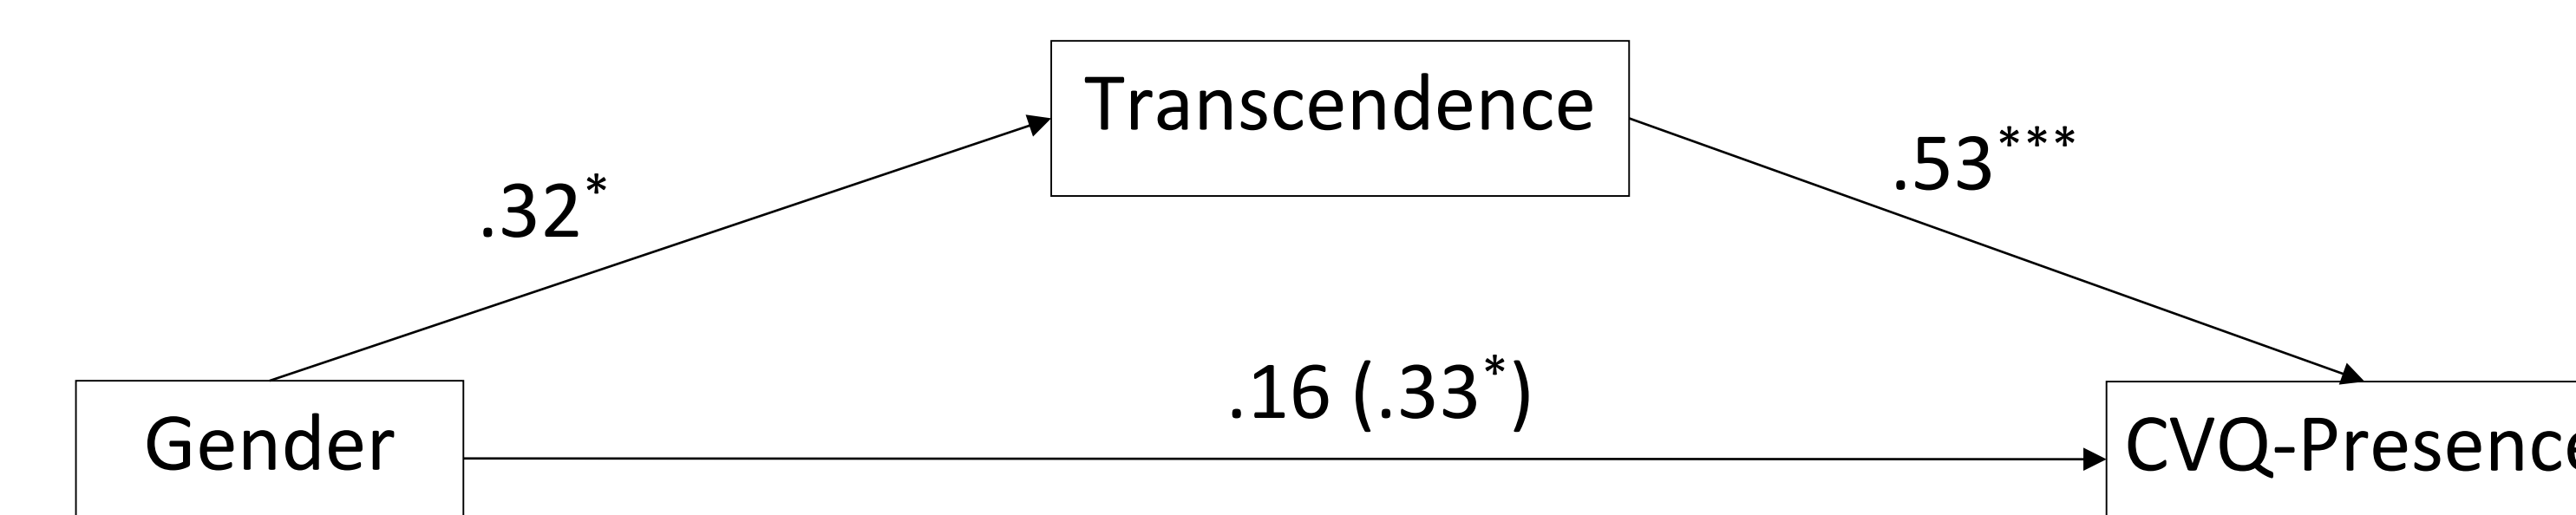 Transcendence
.53***
.32*
.16 (.33*)
Gender
CVQ-Presence